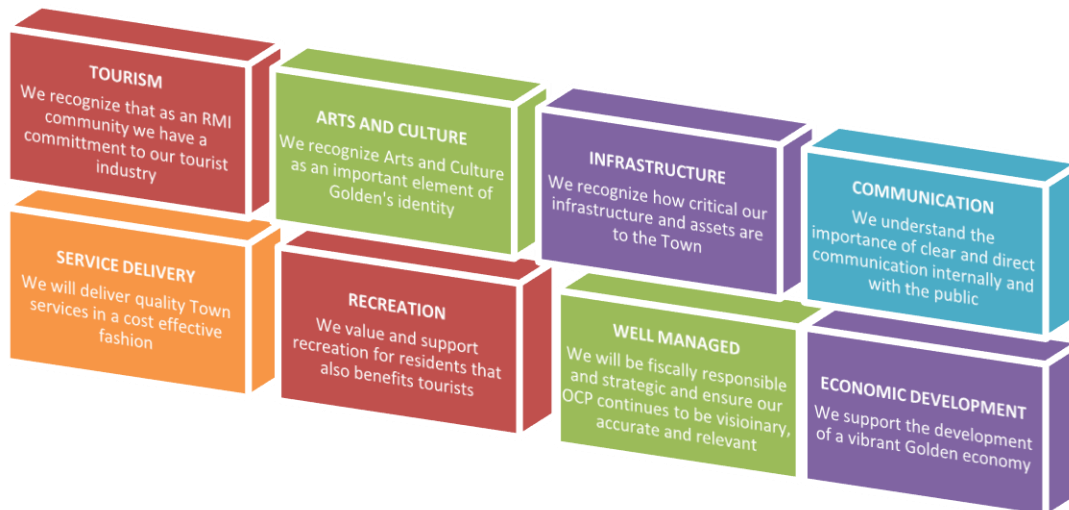 TOURISM
We recognize that as an RMI
community we have a
committment to our tourist
industry
ARTS AND CULTURE
We recognize Arts and Culture
as an important element of
Golden's identity
INFRASTRUCTURE
We recognize how critical our
infrastructure and assets are
to the Town
COMMUNICATION
We understand the
importance of clear and direct
communication internally and
with the public
SERVICE DELIVERY
We will deliver quality Town
services in a cost effective
fashion
RECREATION
We value and support
recreation for residents that
also benefits tourists
WELL MANAGED
We will be fiscally responsible
and strategic and ensure our
OCP continues to be visioinary,
accurate and relevant
ECONOMIC DEVELOPMENT
We support the development
of a vibrant Golden economy